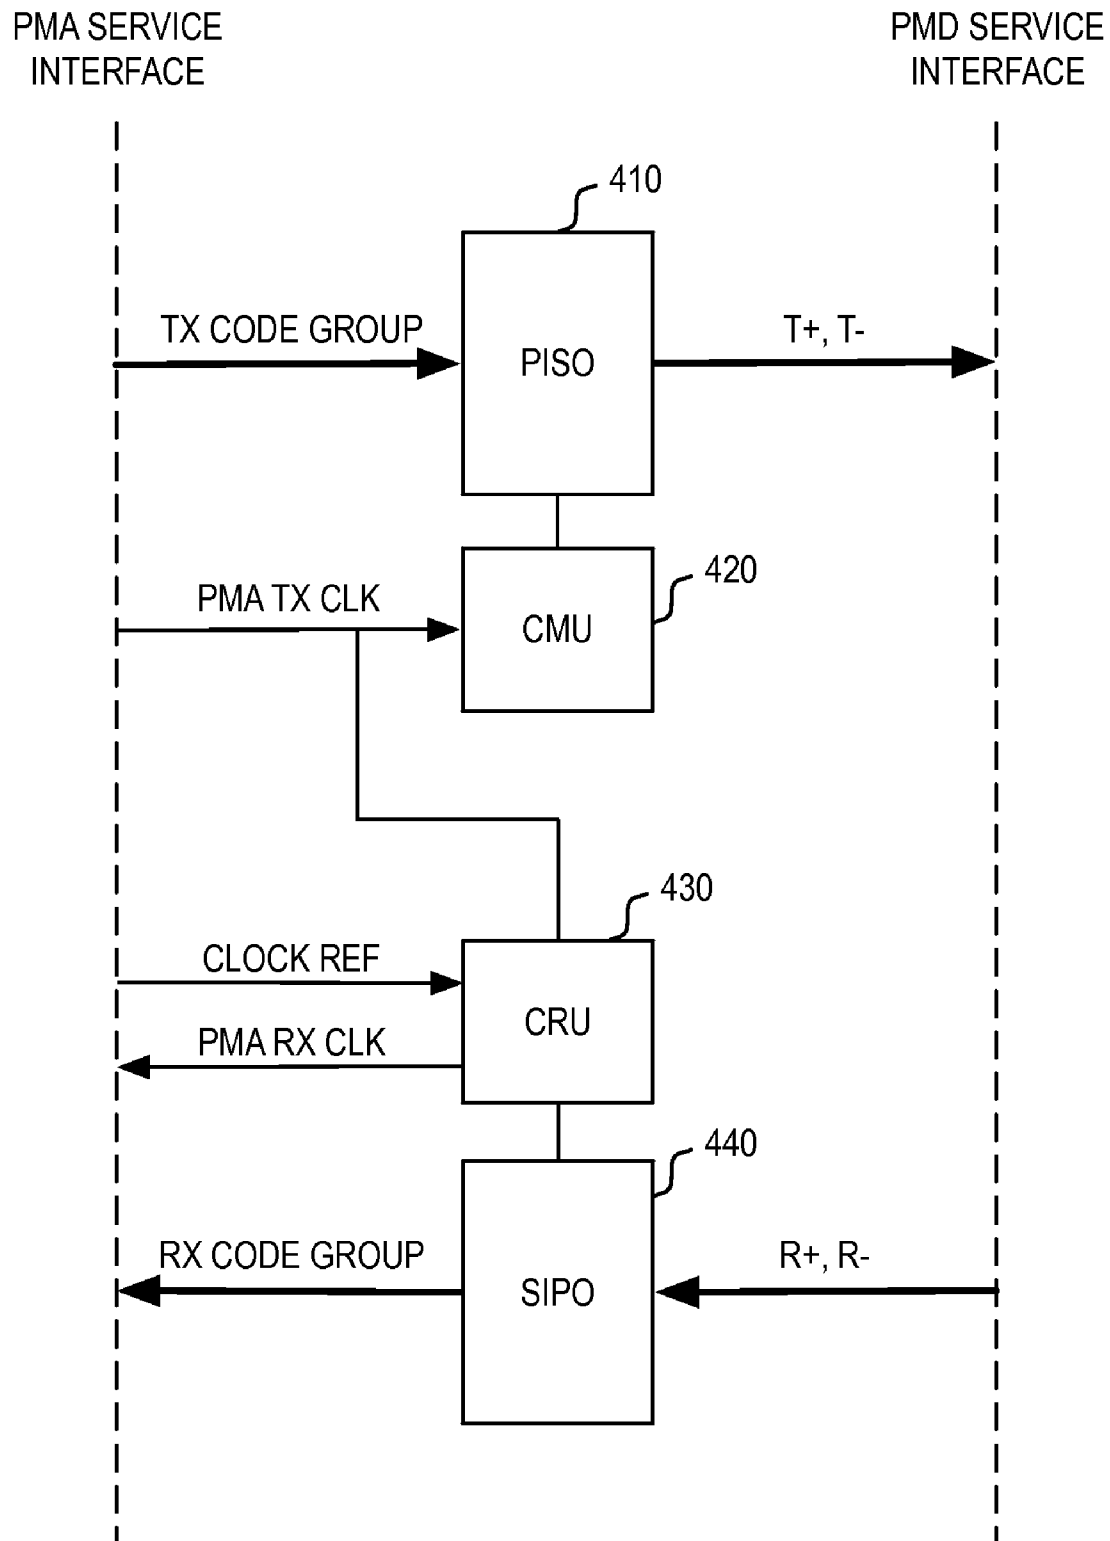 PMA SERVICE
INTERFACE
PMD SERVICE
INTERFACE
410
TX CODE GROUP
T+, T-
PISO
420
PMA TX CLK
CMU
430
CLOCK REF
CRU
PMA RX CLK
440
RX CODE GROUP
R+, R-
SIPO